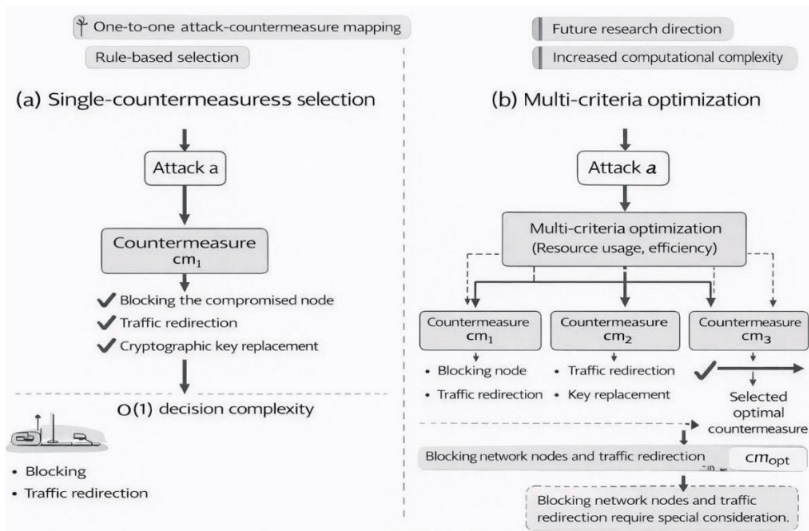 One-to-one attack-countermeasure mapping
Rule-based selection
(a) Single-countermeasuress selection
Attack a
Countermeasure
cm₁
✓ Blocking the compromised node
✓ Traffic redirection
✓ Cryptographic key replacement
O(1) decision complexity
• Blocking
• Traffic redirection
Future research direction
Increased computational complexity
(b) Multi-criteria optimization
Attack a
Multi-criteria optimization
(Resource usage, efficiency)
Countermeasure
cm₁
• Blocking node
• Traffic redirection
Countermeasure
cm₂
• Traffic redirection
• Key replacement
Countermeasure
cm₃
✓
Selected
optimal
countermeasure
Blocking network nodes and traffic redirection
cm_opt
Blocking network nodes and traffic
redirection require special consideration.